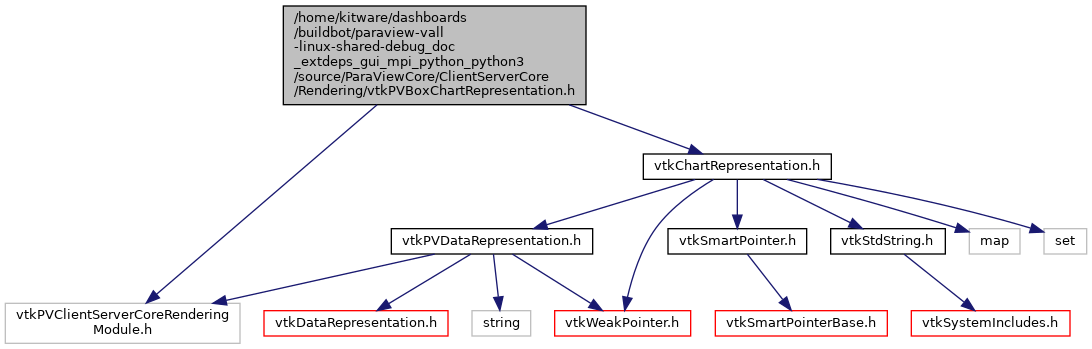 /home/kitware/dashboards
/buildbot/paraview-vall
-linux-shared-debug_doc
_extdeps_gui_mpi_python_python3
/source/ParaViewCore/ClientServerCore
/Rendering/vtkPVBoxChartRepresentation.h
vtkChartRepresentation.h
vtkPVDataRepresentation.h
vtkSmartPointer.h
vtkStdString.h
map
set
vtkPVClientServerCoreRendering
Module.h
vtkDataRepresentation.h
string
vtkWeakPointer.h
vtkSmartPointerBase.h
vtkSystemIncludes.h